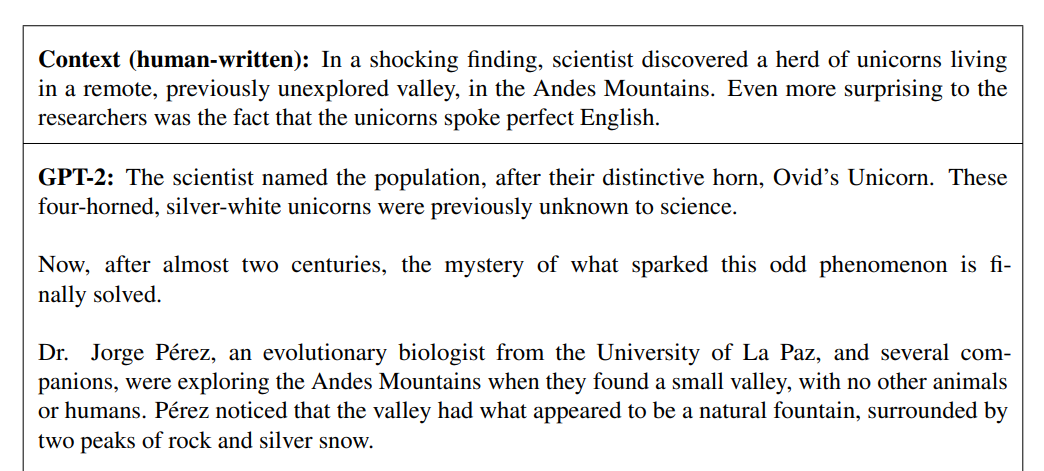 Context (human-written): In a shocking finding, scientist discovered a herd of unicorns living
in a remote, previously unexplored valley, in the Andes Mountains. Even more surprising to the
researchers was the fact that the unicorns spoke perfect English.
GPT-2: The scientist named the population, after their distinctive horn, Ovid's Unicorn. These
four-horned, silver-white unicorns were previously unknown to science.
Now, after almost two centuries, the mystery of what sparked this odd phenomenon is fi-
nally solved.
Dr. Jorge Pérez, an evolutionary biologist from the University of La Paz, and several com-
panions, were exploring the Andes Mountains when they found a small valley, with no other animals
or humans. Pérez noticed that the valley had what appeared to be a natural fountain, surrounded by
two peaks of rock and silver snow.